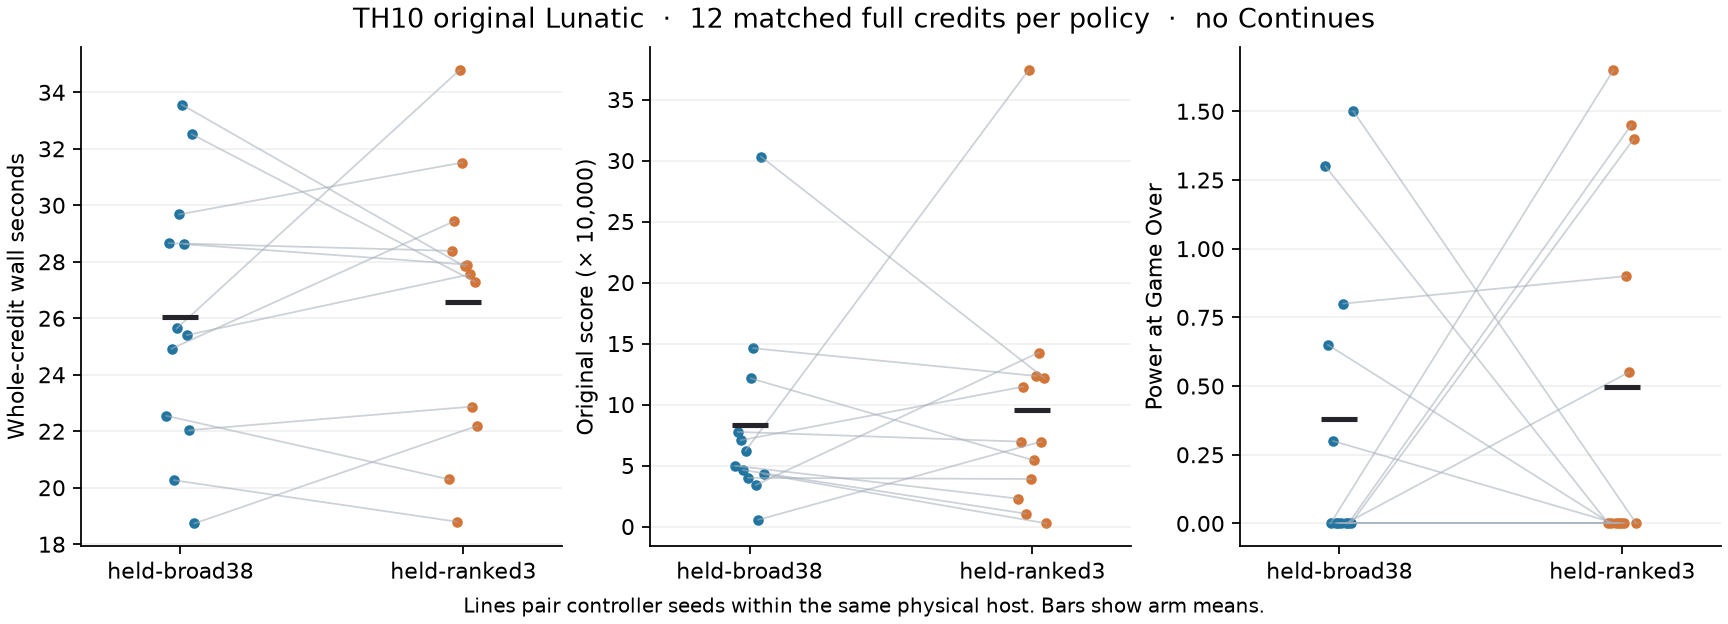 TH10 original Lunatic · 12 matched full credits per policy · no Continues
Whole-credit wall seconds
34
32
30
28
26
24
22
20
18
held-broad38
held-ranked3
Original score (× 10,000)
35
30
25
20
15
10
5
0
held-broad38
held-ranked3
Power at Game Over
1.50
1.25
1.00
0.75
0.50
0.25
0.00
held-broad38
held-ranked3
Lines pair controller seeds within the same physical host. Bars show arm means.